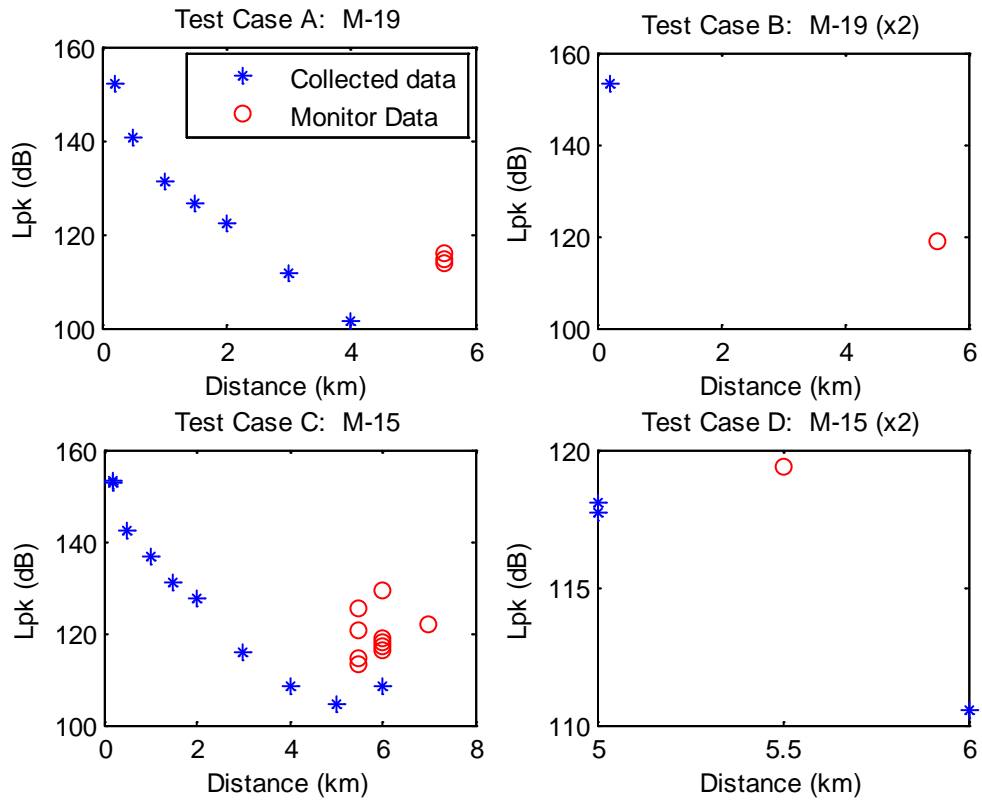 Test Case A: M-19
160
140
120
100
Lpk (dB)
0
2
4
6
Distance (km)
Collected data
Monitor Data
Test Case B: M-19 (x2)
160
140
120
100
Lpk (dB)
0
2
4
6
Distance (km)
Test Case C: M-15
160
140
120
100
Lpk (dB)
0
2
4
6
8
Distance (km)
Test Case D: M-15 (x2)
120
115
110
Lpk (dB)
5
5.5
6
Distance (km)